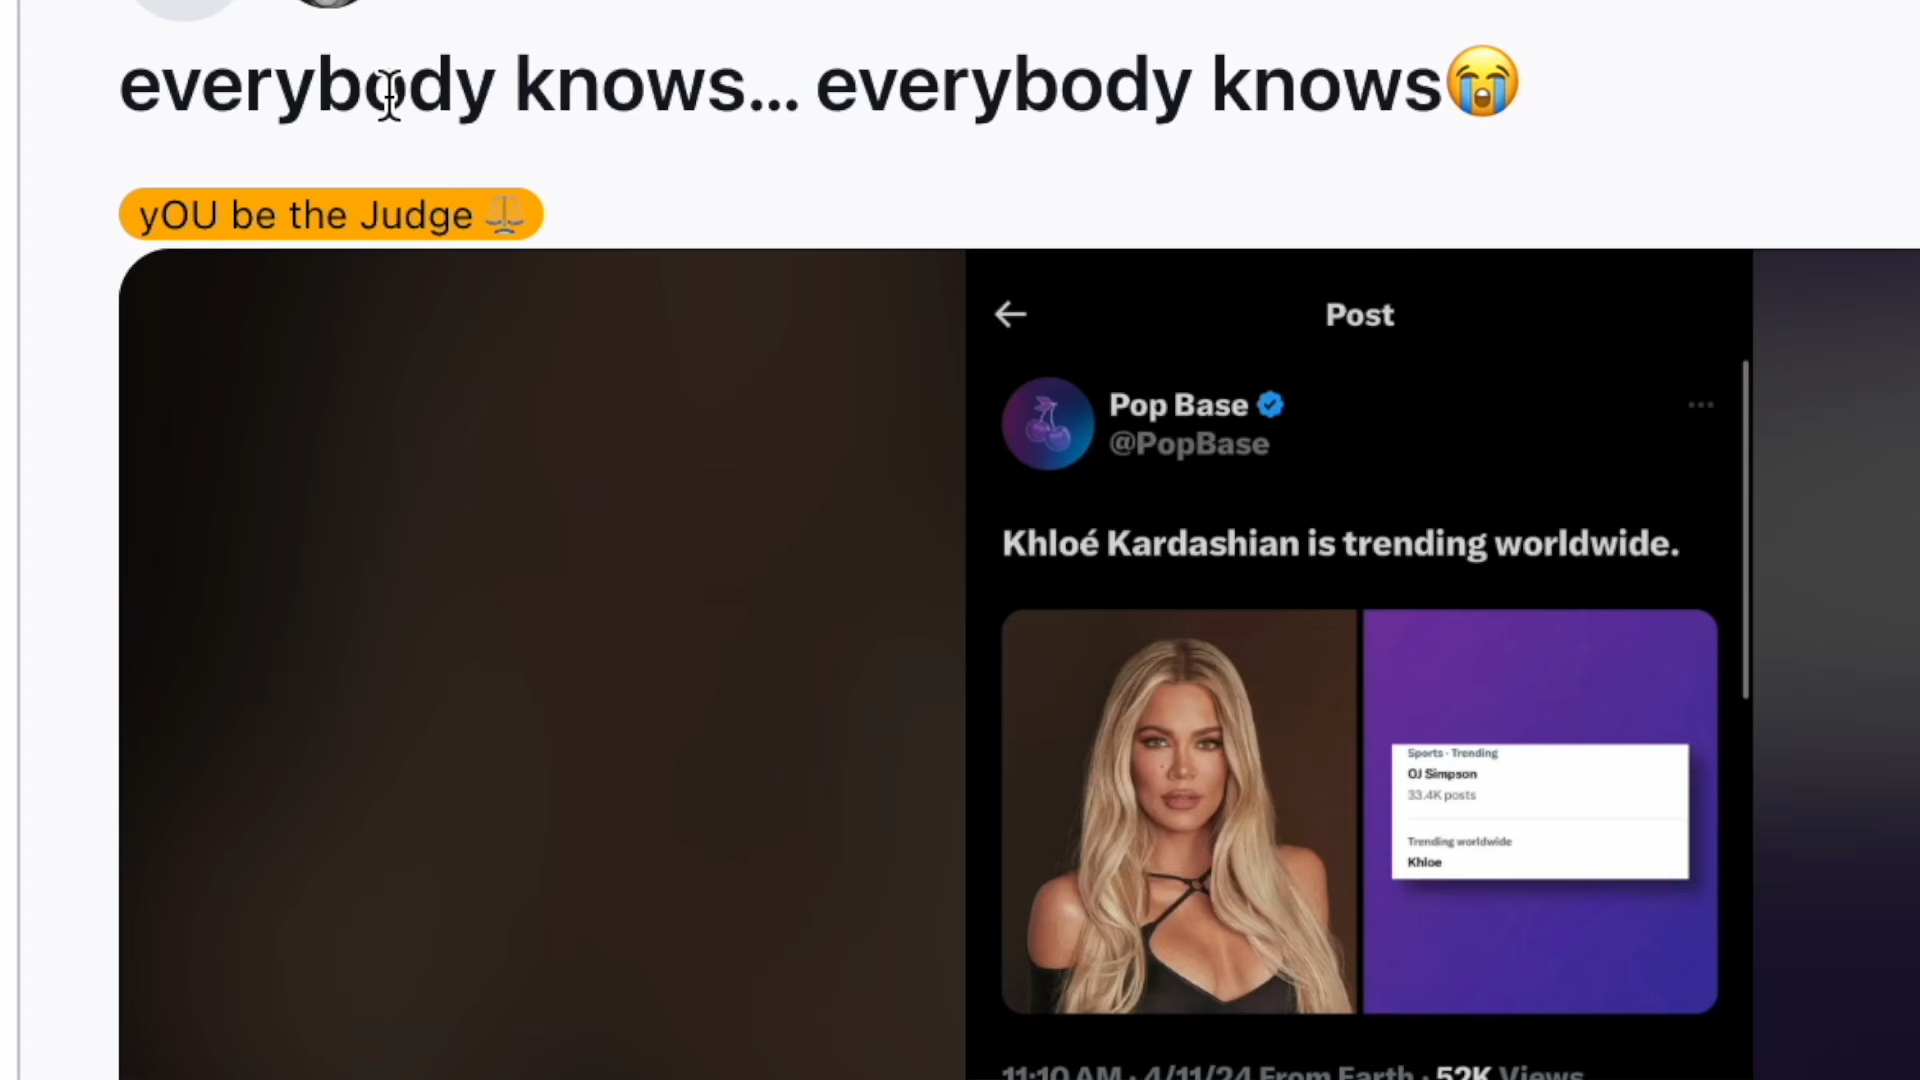 everybody knows... everybody knows😭
yOU be the Judge ⚖️
Post
Pop Base
@PopBase
Khloé Kardashian is trending worldwide.
Sports · Trending
OJ Simpson
33.4K posts
Trending worldwide
Khloe
11:10 AM · 4/11/24 From Earth · 52K Views